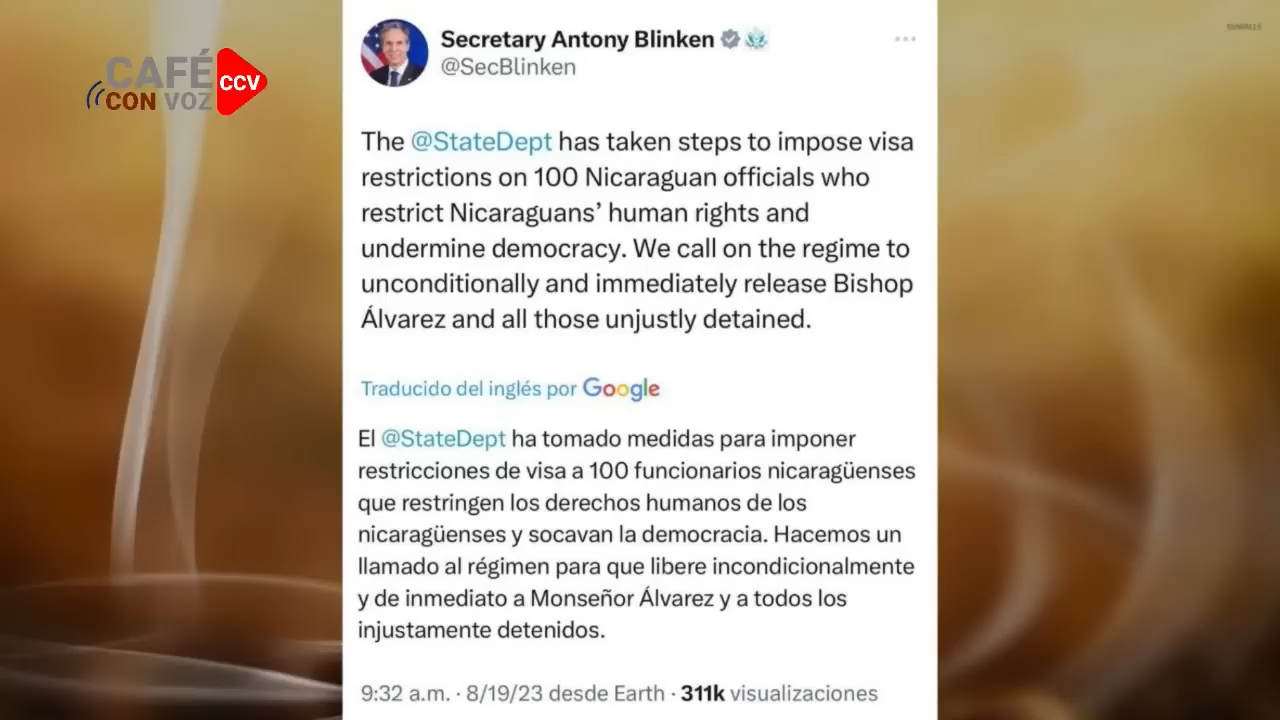 CAFÉ
CON VOZ
CCV
Secretary Antony Blinken
@SecBlinken
The @StateDept has taken steps to impose visa
restrictions on 100 Nicaraguan officials who
restrict Nicaraguans’ human rights and
undermine democracy. We call on the regime to
unconditionally and immediately release Bishop
Álvarez and all those unjustly detained.
Traducido del inglés por Google
El @StateDept ha tomado medidas para imponer
restricciones de visa a 100 funcionarios nicaragüenses
que restringen los derechos humanos de los
nicaragüenses y socavan la democracia. Hacemos un
llamado al régimen para que libere incondicionalmente
y de inmediato a Monseñor Álvarez y a todos los
injustamente detenidos.
9:32 a.m. · 8/19/23 desde Earth · 311k visualizaciones